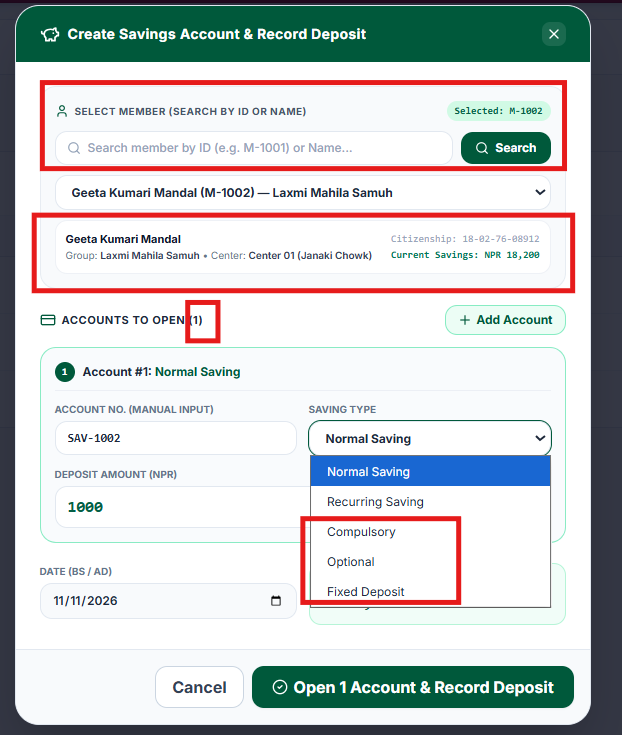 Create Savings Account & Record Deposit
SELECT MEMBER (SEARCH BY ID OR NAME)
Selected: M-1002
Search member by ID (e.g. M-1001) or Name...
Search
Geeta Kumari Mandal (M-1002) — Laxmi Mahila Samuh
Geeta Kumari Mandal
Citizenship: 18-02-76-08912
Group: Laxmi Mahila Samuh • Center: Center 01 (Janaki Chowk)
Current Savings: NPR 18,200
ACCOUNTS TO OPEN (1)
+ Add Account
1
Account #1: Normal Saving
ACCOUNT NO. (MANUAL INPUT)
SAVING TYPE
SAV-1002
Normal Saving
DEPOSIT AMOUNT (NPR)
1000
Normal Saving
Recurring Saving
Compulsory
Optional
Fixed Deposit
DATE (BS / AD)
11/11/2026
Cancel
Open 1 Account & Record Deposit